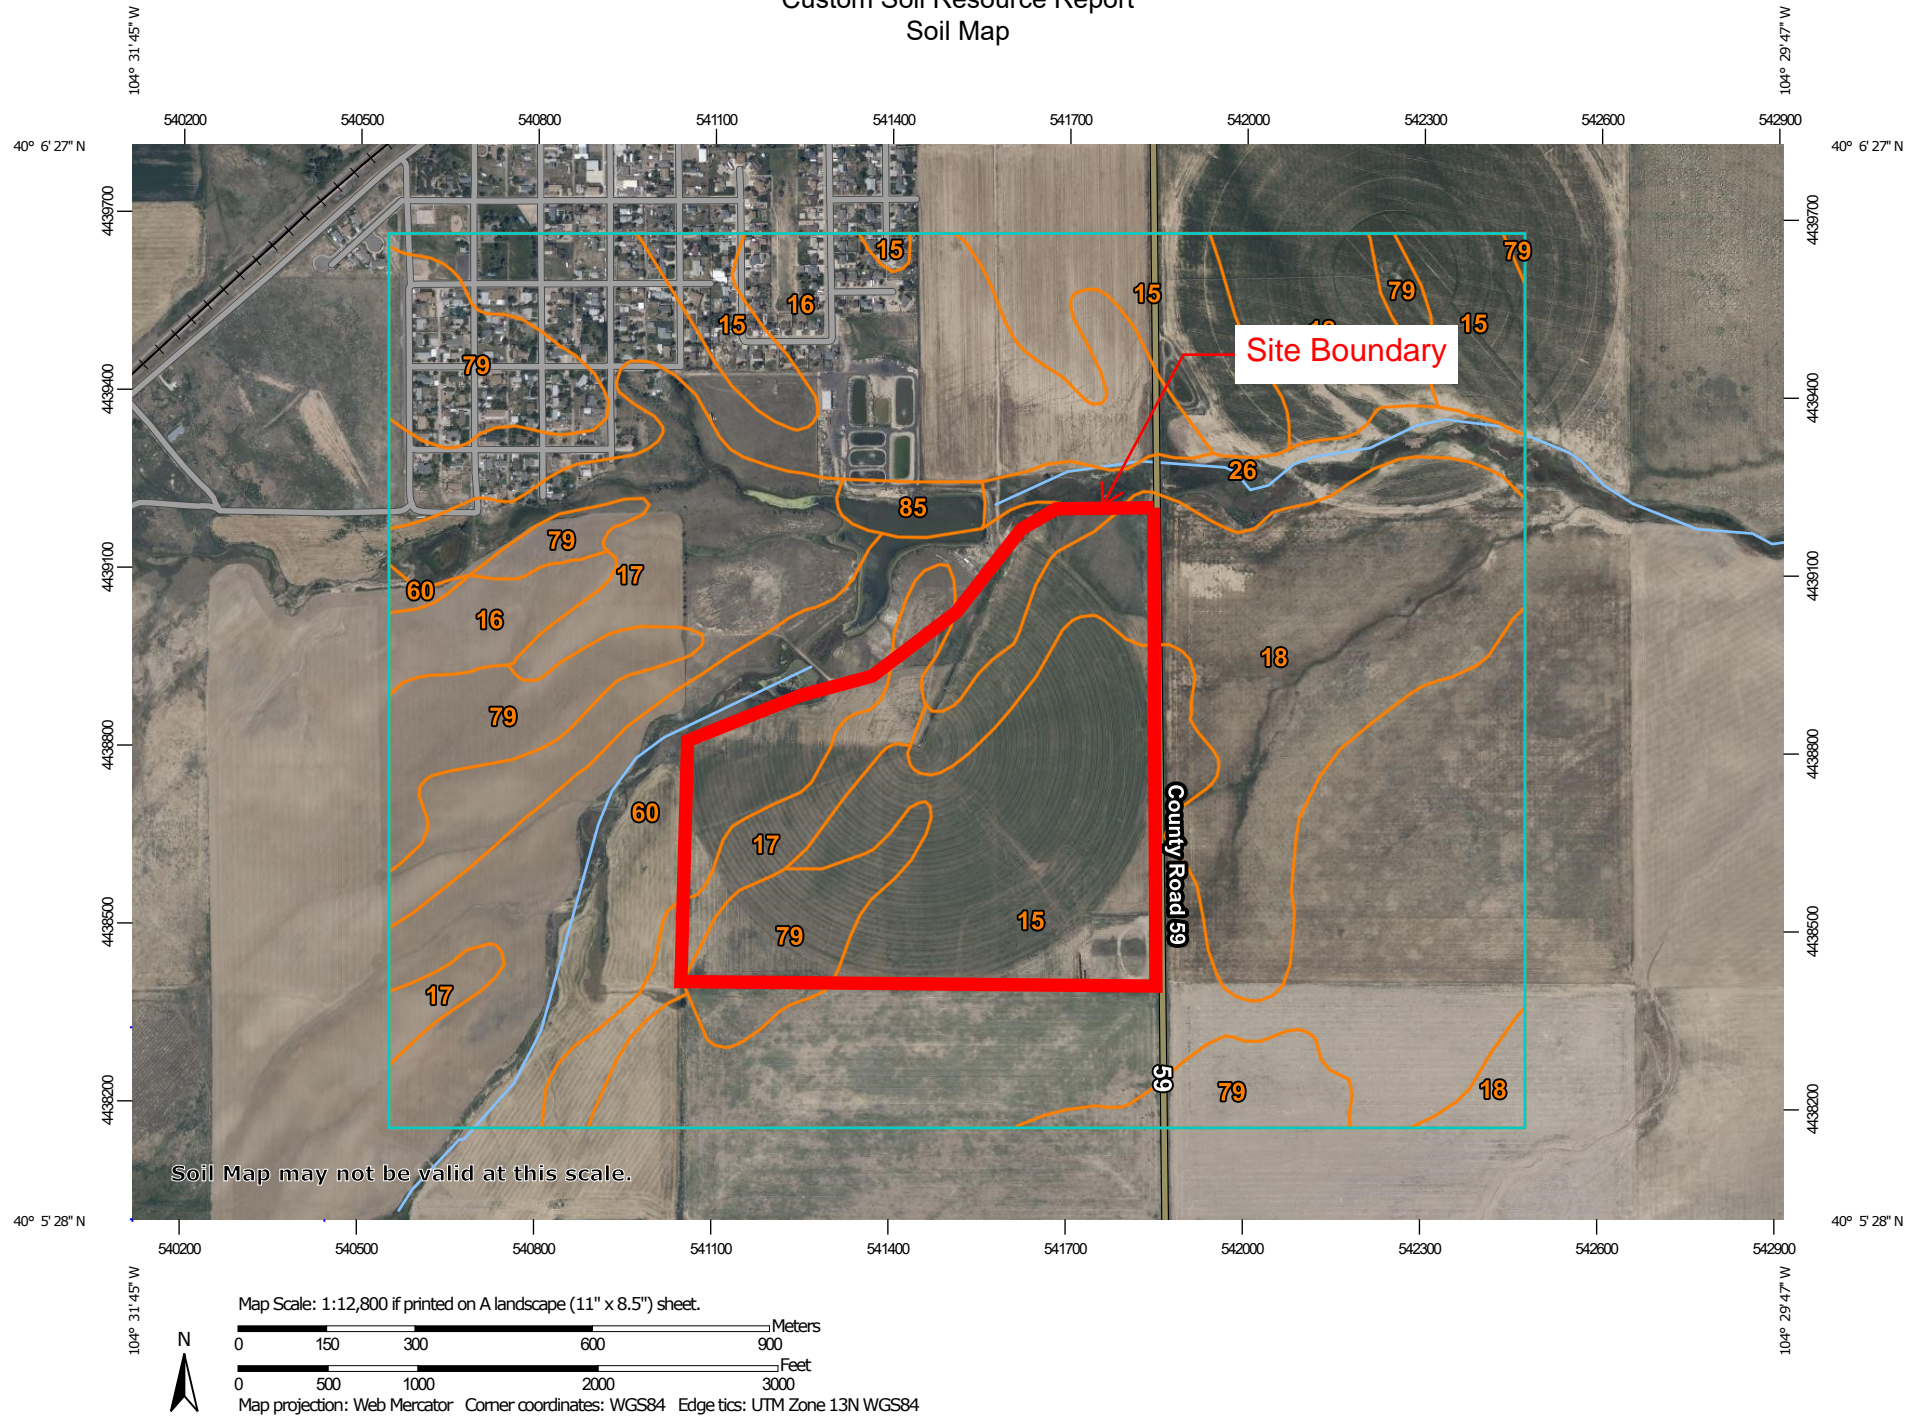 Custom Soil Resource Report
Soil Map
104° 31' 45'' W
104° 29' 47'' W
540200 540500 540800 541100 541400 541700 542000 542300 542600 542900
40° 6' 27'' N
40° 6' 27'' N
4439700
4439700
15
79
79
15
16
15
15
Site Boundary
79
4439400
4439400
26
85
79
4439100
17
4439100
60
16
18
79
4438800
4438800
60
County Road 59
17
15
79
4438500
4438500
17
59
79
18
4438200
4438200
Soil Map may not be valid at this scale.
40° 5' 28'' N
40° 5' 28'' N
540200 540500 540800 541100 541400 541700 542000 542300 542600 542900
104° 31' 45'' W
104° 29' 47'' W
Map Scale: 1:12,800 if printed on A landscape (11" x 8.5") sheet.
N
Meters
0 150 300 600 900
Feet
0 500 1000 2000 3000
Map projection: Web Mercator Corner coordinates: WGS84 Edge tics: UTM Zone 13N WGS84